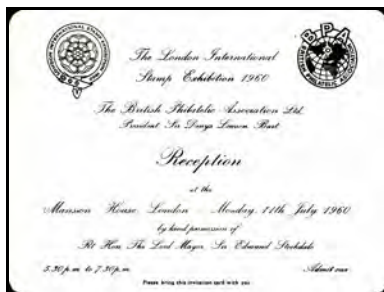 The London International
Stamp Exhibition 1960
BPA
The British Philatelic Association Ltd.
President Sir Denys Lowson Bart
Reception
at the
Mansion House London Monday, 11th July 1960
by kind permission of
Rt Hon The Lord Mayor, Sir Edmund Stockdale
5.30 p.m to 7.30 p.m
Admit one
Please bring this invitation card with you